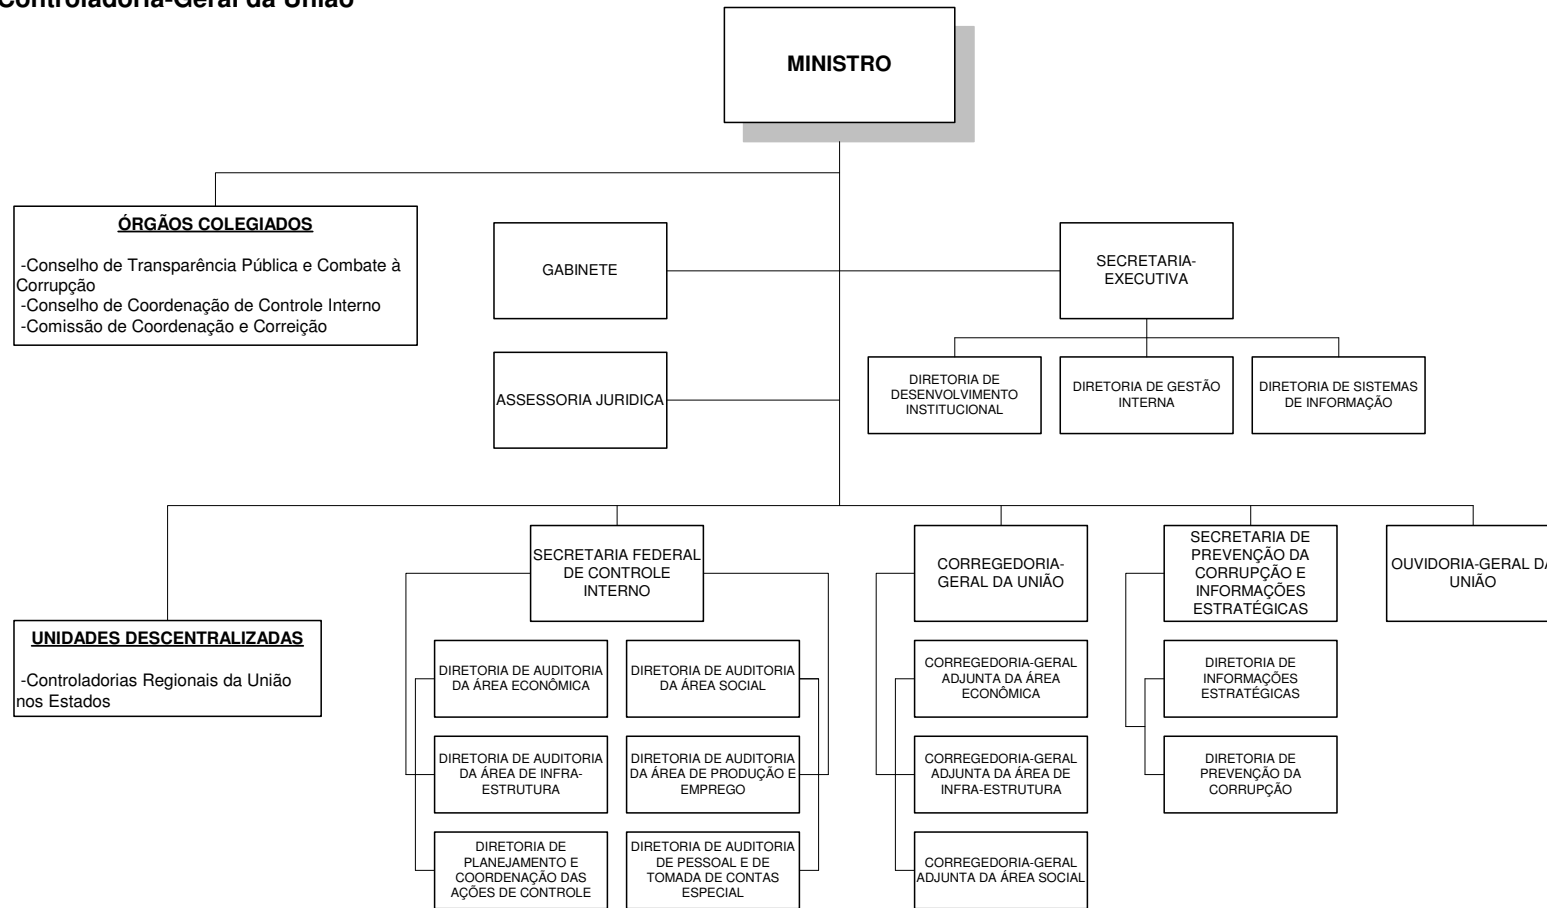 Controladoria-Geral da União
MINISTRO
ÓRGÃOS COLEGIADOS
-Conselho de Transparência Pública e Combate à
Corrupção
-Conselho de Coordenação de Controle Interno
-Comissão de Coordenação e Correição
GABINETE
SECRETARIA-
EXECUTIVA
ASSESSORIA JURIDICA
DIRETORIA DE
DESENVOLVIMENTO
INSTITUCIONAL
DIRETORIA DE GESTÃO
INTERNA
DIRETORIA DE SISTEMAS
DE INFORMAÇÃO
UNIDADES DESCENTRALIZADAS
-Controladorias Regionais da União
nos Estados
SECRETARIA FEDERAL
DE CONTROLE
INTERNO
DIRETORIA DE AUDITORIA
DA ÁREA ECONÔMICA
DIRETORIA DE AUDITORIA
DA ÁREA SOCIAL
DIRETORIA DE AUDITORIA
DA ÁREA DE INFRA-
ESTRUTURA
DIRETORIA DE AUDITORIA
DA ÁREA DE PRODUÇÃO E
EMPREGO
DIRETORIA DE
PLANEJAMENTO E
COORDENAÇÃO DAS
AÇÕES DE CONTROLE
DIRETORIA DE AUDITORIA
DE PESSOAL E DE
TOMADA DE CONTAS
ESPECIAL
CORREGEDORIA-
GERAL DA UNIÃO
CORREGEDORIA-GERAL
ADJUNTA DA ÁREA
ECONÔMICA
CORREGEDORIA-GERAL
ADJUNTA DA ÁREA DE
INFRA-ESTRUTURA
CORREGEDORIA-GERAL
ADJUNTA DA ÁREA SOCIAL
SECRETARIA DE
PREVENÇÃO DA
CORRUPÇÃO E
INFORMAÇÕES
ESTRATÉGICAS
DIRETORIA DE
INFORMAÇÕES
ESTRATÉGICAS
DIRETORIA DE
PREVENÇÃO DA
CORRUPÇÃO
OUVIDORIA-GERAL DA
UNIÃO